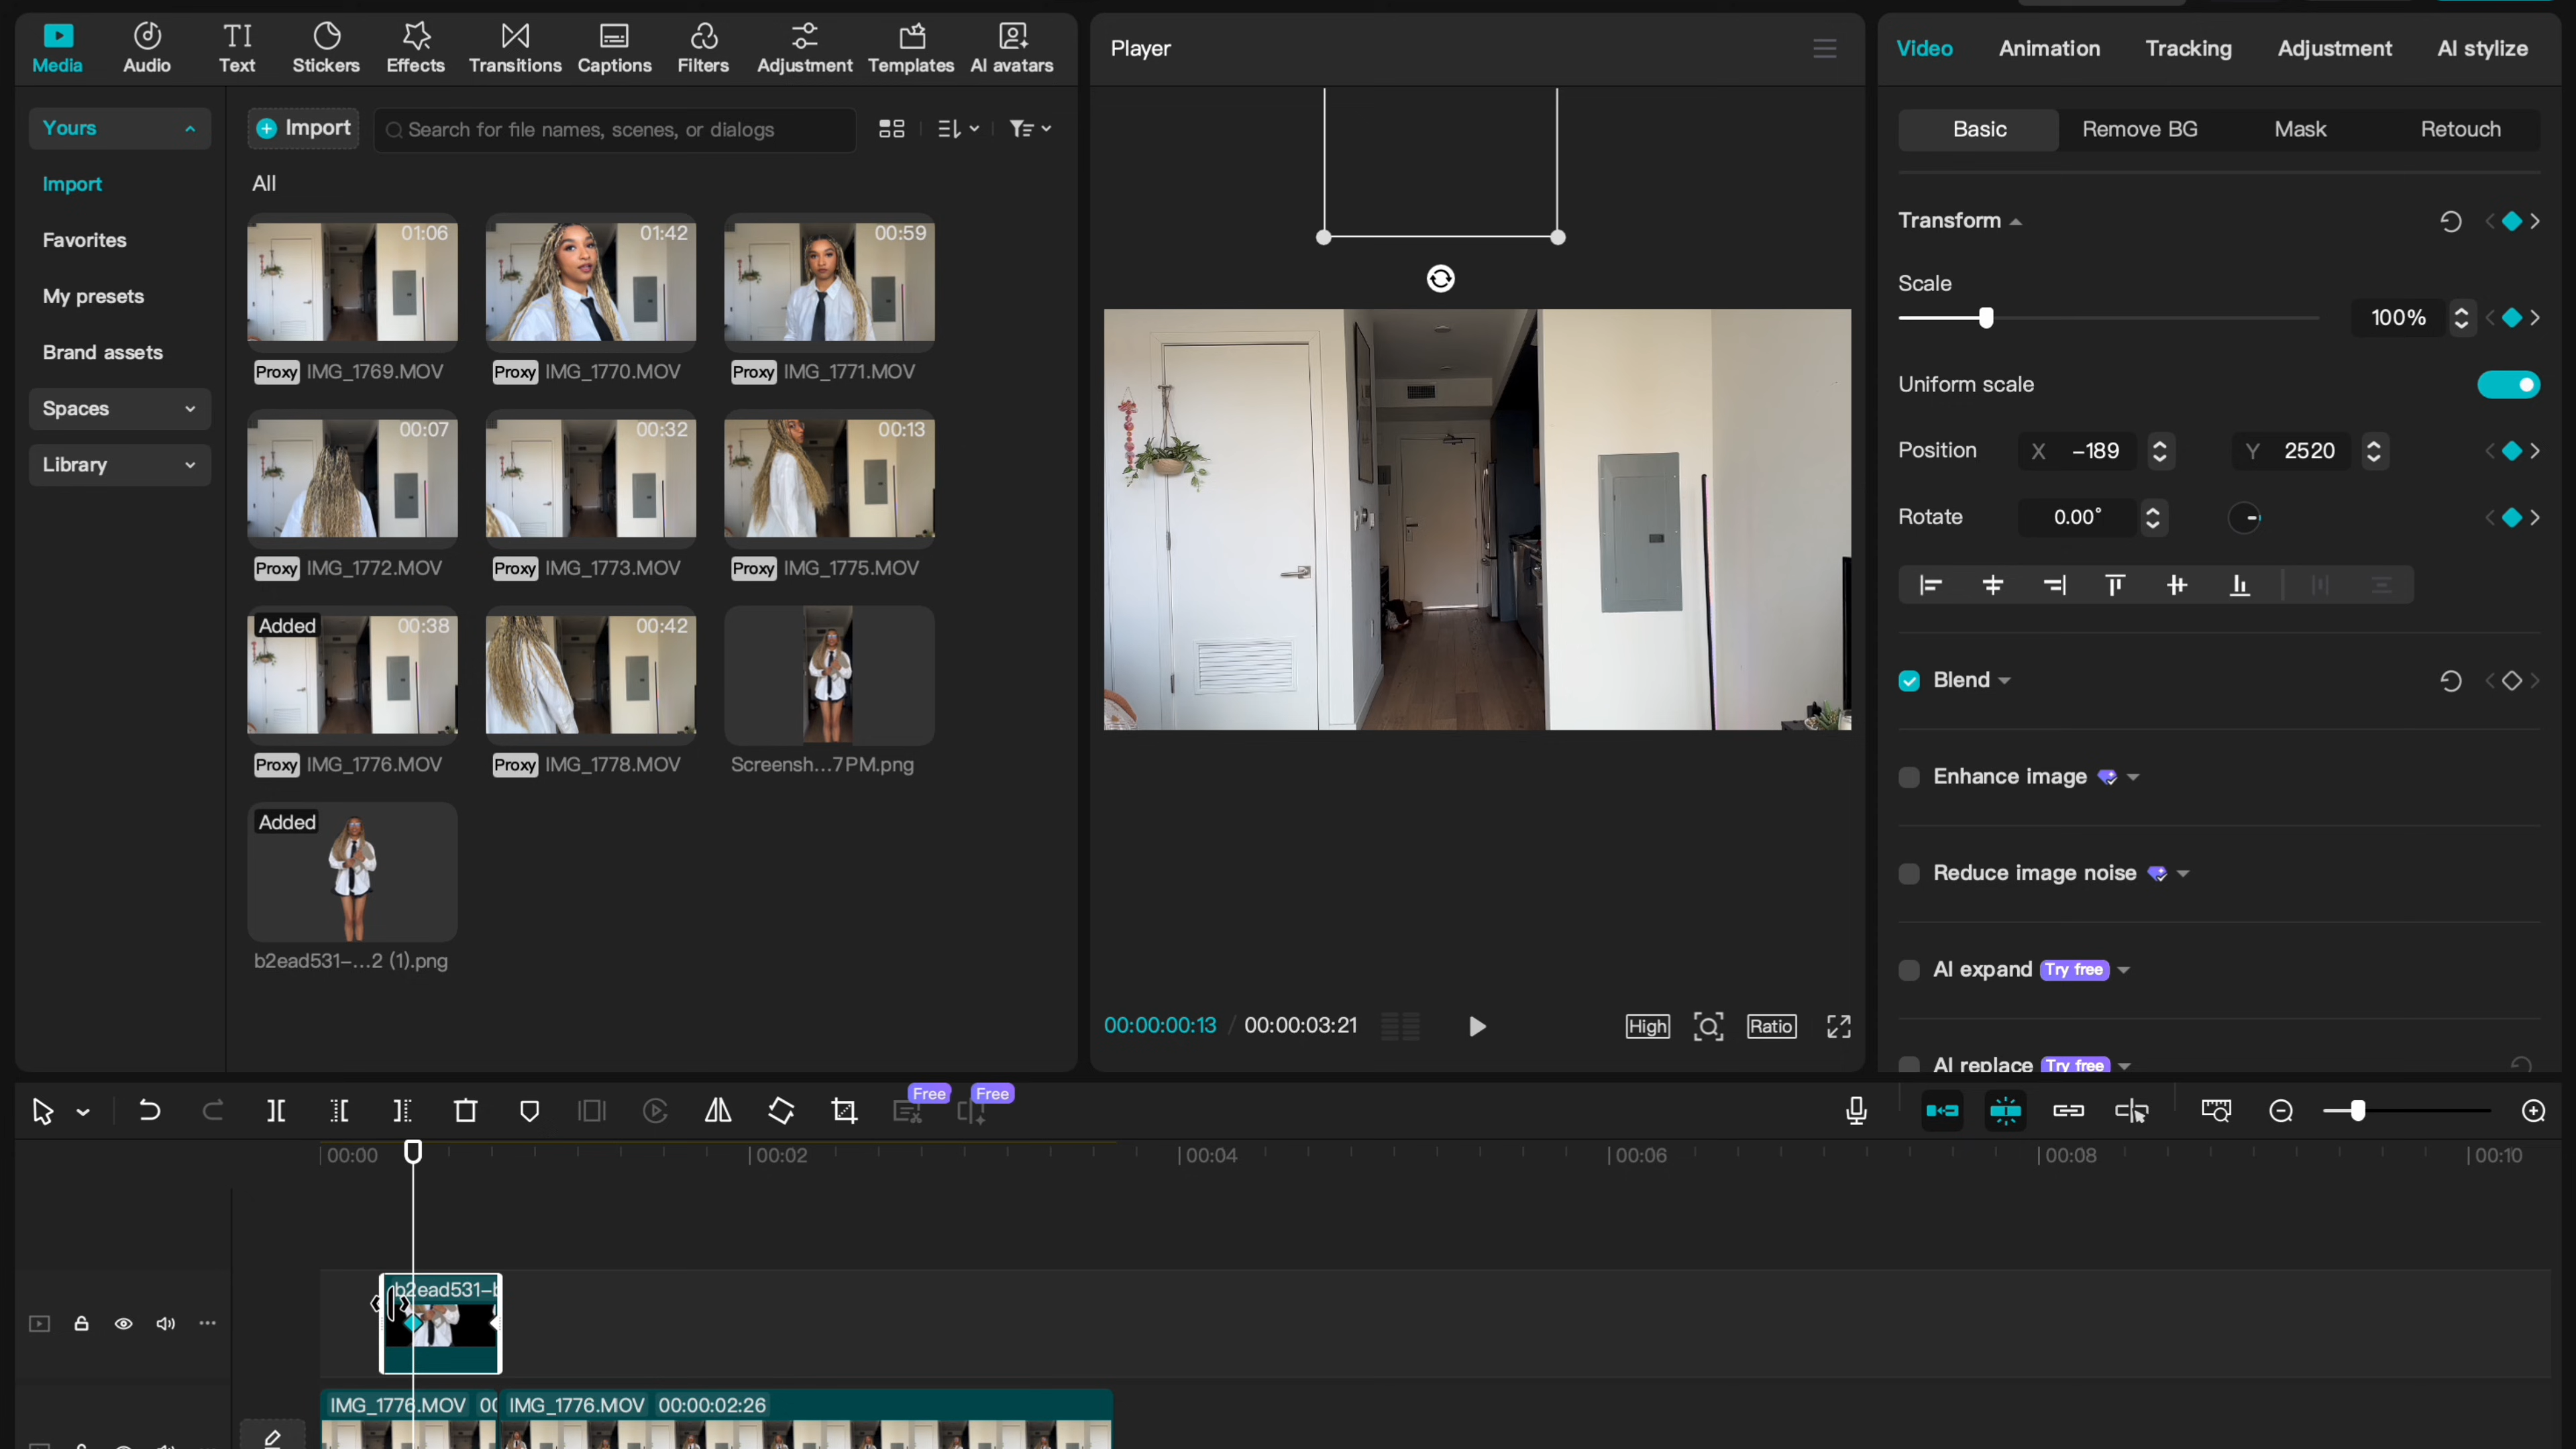 Media
Audio
Text
Stickers
Effects
Transitions
Captions
Filters
Adjustment
Templates
AI avatars
Yours
Import
Favorites
My presets
Brand assets
Spaces
Library
Import
Search for file names, scenes, or dialogs
All
01:06
Proxy IMG_1769.MOV
01:42
Proxy IMG_1770.MOV
00:59
Proxy IMG_1771.MOV
00:07
Proxy IMG_1772.MOV
00:32
Proxy IMG_1773.MOV
00:13
Proxy IMG_1775.MOV
Added 00:38
Proxy IMG_1776.MOV
00:42
Proxy IMG_1778.MOV
Screensh...7 PM.png
Added
b2ead531-...2 (1).png
Player
00:00:00:13 / 00:00:03:21
High
Ratio
Video
Animation
Tracking
Adjustment
AI stylize
Basic
Remove BG
Mask
Retouch
Transform
Scale
100%
Uniform scale
Position X -189 Y 2520
Rotate 0.00°
Blend
Enhance image
Reduce image noise
AI expand Try free
AI replace Try free
Free
Free
00:00
00:02
00:04
00:06
00:08
00:10
b2ead531-b
IMG_1776.MOV 00
IMG_1776.MOV 00:00:02:26